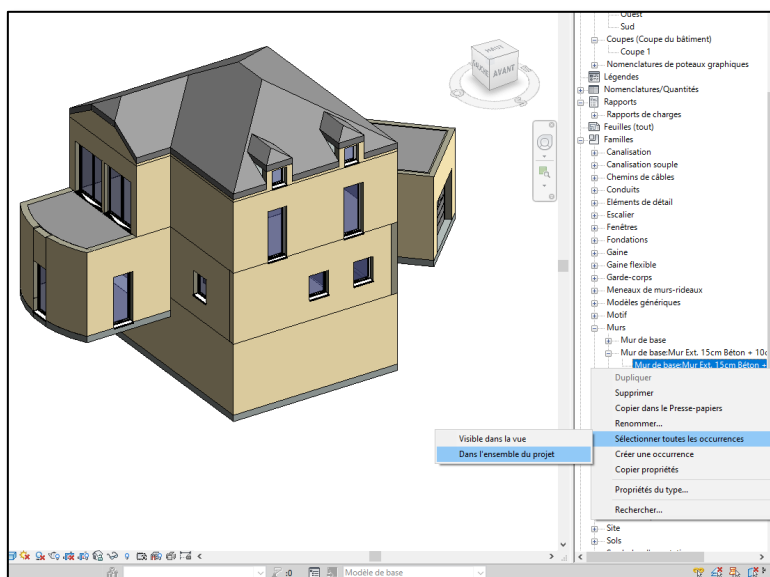 Ouest
Sud
Coupes (Coupe du bâtiment)
Coupe 1
Nomenclatures de poteaux graphiques
Légendes
Nomenclatures/Quantités
Rapports
Rapports de charges
Feuilles (tout)
Familles
Canalisation
Canalisation souple
Chemins de câbles
Conduits
Eléments de détail
Escalier
Fenêtres
Fondations
Gaine
Gaine flexible
Garde-corps
Meneaux de murs-rideaux
Modèles génériques
Motif
Murs
Mur de base
Mur de base:Mur Ext. 15cm Béton + 10c
Mur de base:Mur Ext. 15cm Béton +
Dupliquer
Supprimer
Copier dans le Presse-papiers
Renommer...
Sélectionner toutes les occurrences
Visible dans la vue
Dans l'ensemble du projet
Créer une occurrence
Copier propriétés
Propriétés du type...
Rechercher...
Site
Sols
HAUT
GAUCHE
AVANT
:0
Modèle de base